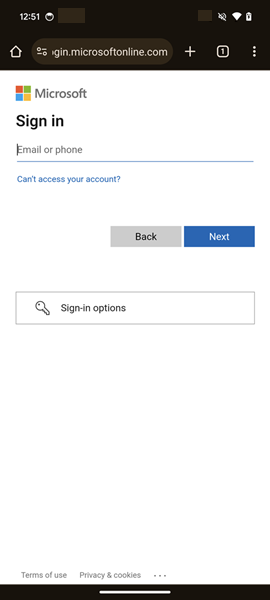 12:51
gin.microsoftonline.com
1
Microsoft
Sign in
Email or phone
Can't access your account?
Back
Next
Sign-in options
Terms of use
Privacy & cookies